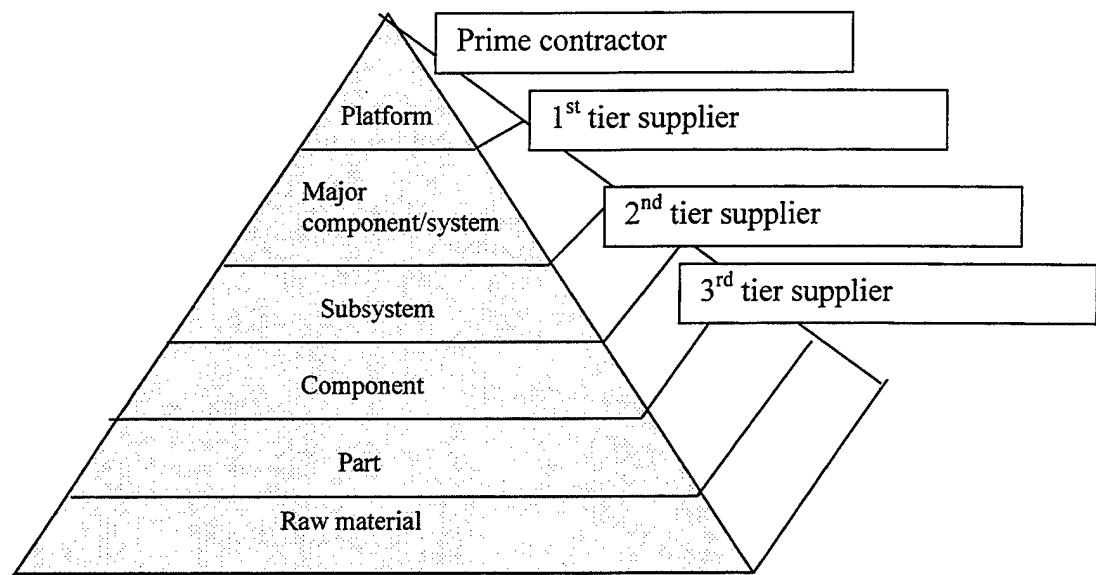 Prime contractor
Platform
1st tier supplier
Major
component/system
2nd tier supplier
Subsystem
3rd tier supplier
Component
Part
Raw material